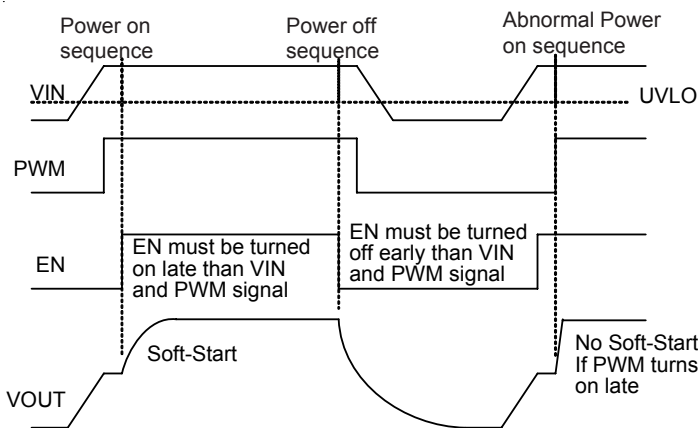 Power on
sequence
Power off
sequence
Abnormal Power
on sequence
VIN
UVLO
PWM
EN
EN must be turned
on late than VIN
and PWM signal
EN must be turned
off early than VIN
and PWM signal
VOUT
Soft-Start
No Soft-Start
If PWM turns
on late